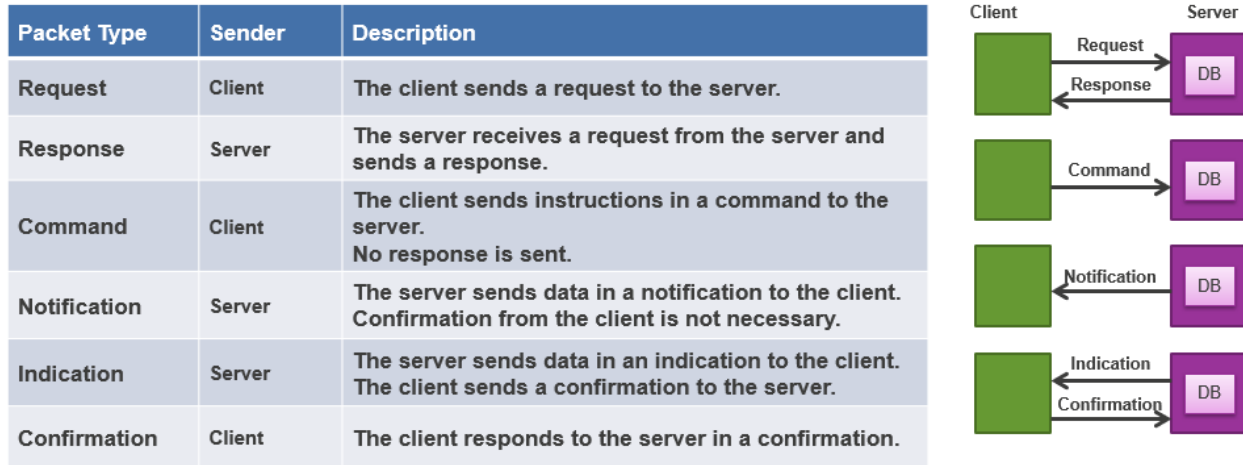 Packet Type Sender Description
Request Client The client sends a request to the server.
Response Server The server receives a request from the server and
sends a response.
Command Client The client sends instructions in a command to the
server.
No response is sent.
Notification Server The server sends data in a notification to the client.
Confirmation from the client is not necessary.
Indication Server The server sends data in an indication to the client.
The client sends a confirmation to the server.
Confirmation Client The client responds to the server in a confirmation.
Client Server
Request
DB
Response
Command
DB
Notification
DB
Indication
DB
Confirmation